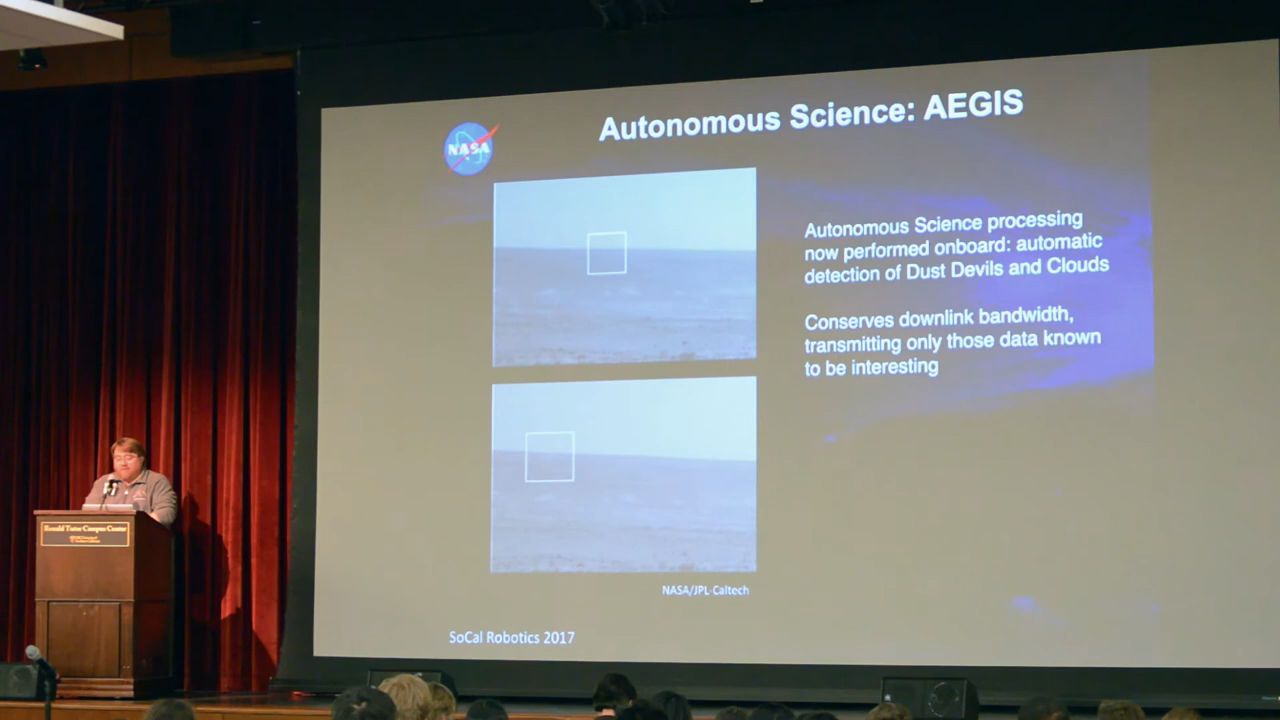 Autonomous Science: AEGIS
NASA
Autonomous Science processing
now performed onboard: automatic
detection of Dust Devils and Clouds
Conserves downlink bandwidth,
transmitting only those data known
to be interesting
NASA/JPL-Caltech
SoCal Robotics 2017
Ronald Tutor Campus Center